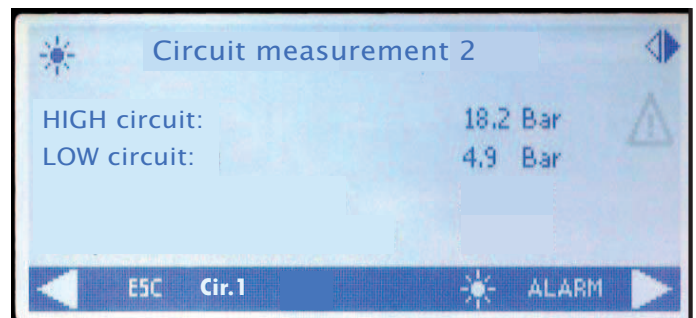 Circuit measurement 2
HIGH circuit: 18.2 Bar
LOW circuit: 4.9 Bar
ESC Cir.1 ALARM